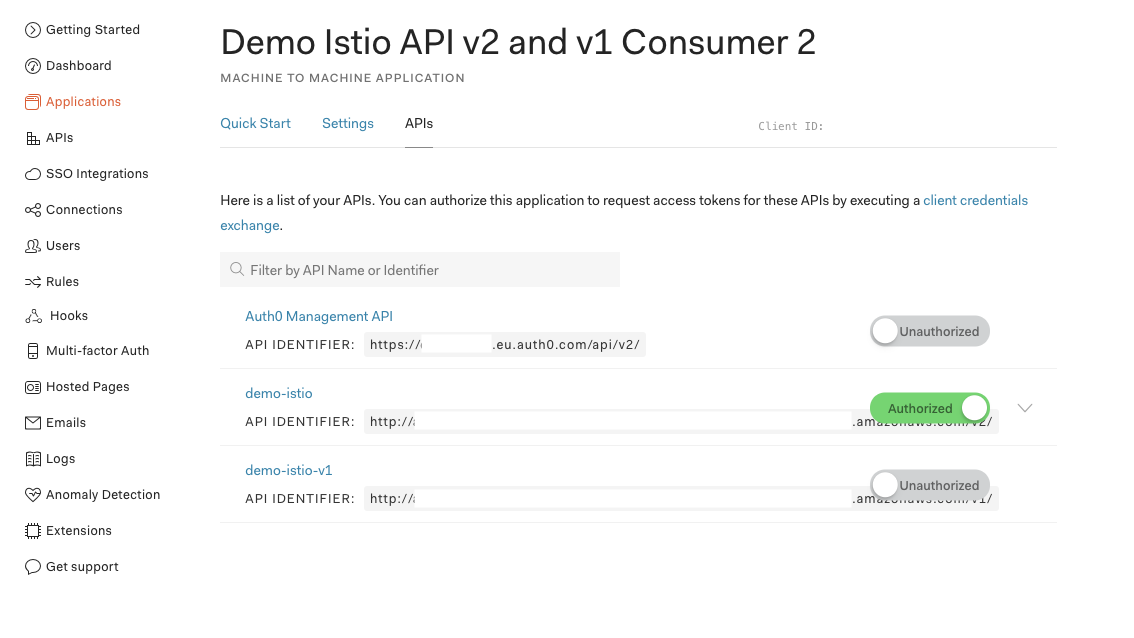 Getting Started
Dashboard
Applications
APIs
SSO Integrations
Connections
Users
Rules
Hooks
Multi-factor Auth
Hosted Pages
Emails
Logs
Anomaly Detection
Extensions
Get support
Demo Istio API v2 and v1 Consumer 2
MACHINE TO MACHINE APPLICATION
Quick Start Settings APIs Client ID:
Here is a list of your APIs. You can authorize this application to request access tokens for these APIs by executing a client credentials
exchange.
Filter by API Name or Identifier
Auth0 Management API
Unauthorized
API IDENTIFIER: https:// .eu.auth0.com/api/v2/
demo-istio
Authorized
API IDENTIFIER: http:// .amazonaws.com/v2/
demo-istio-v1
Unauthorized
API IDENTIFIER: http:// .amazonaws.com/v1/